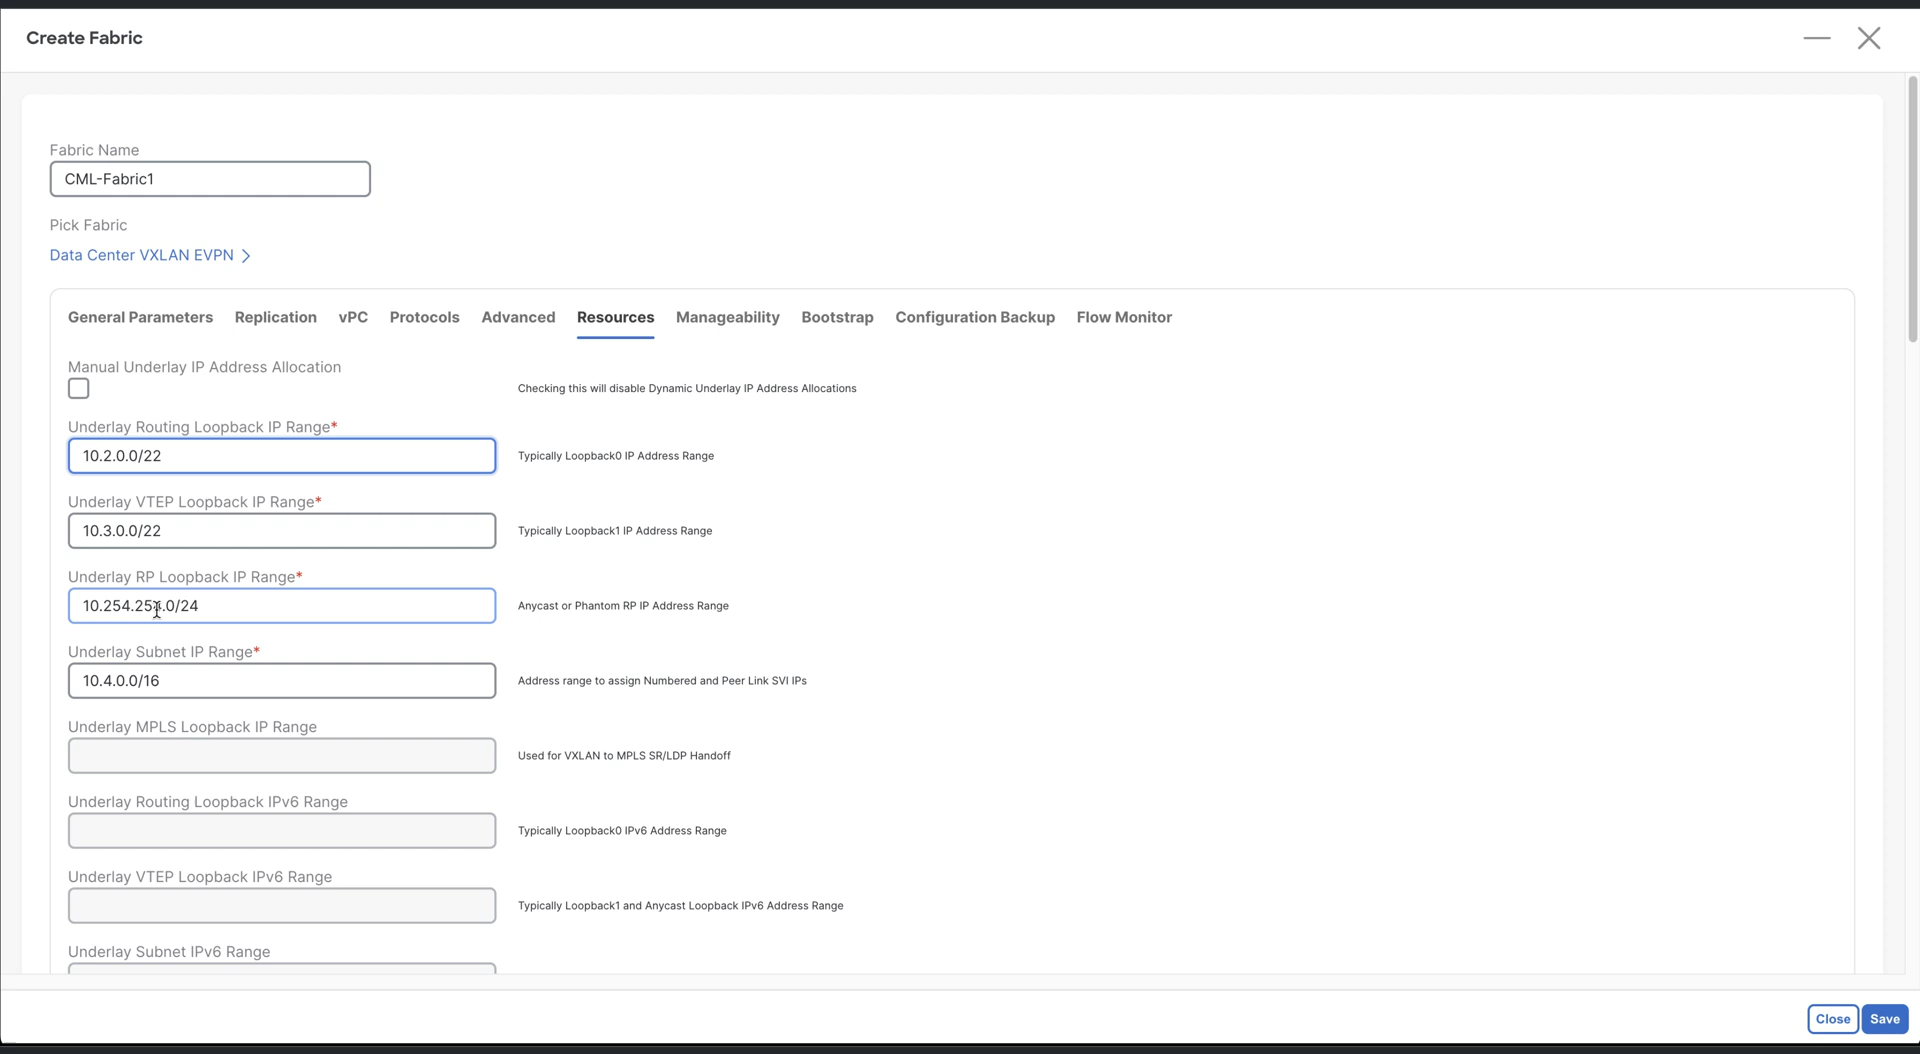 Create Fabric
Fabric Name
CML-Fabric1
Pick Fabric
Data Center VXLAN EVPN
General Parameters Replication vPC Protocols Advanced Resources Manageability Bootstrap Configuration Backup Flow Monitor
Manual Underlay IP Address Allocation
Checking this will disable Dynamic Underlay IP Address Allocations
Underlay Routing Loopback IP Range*
10.2.0.0/22 Typically Loopback0 IP Address Range
Underlay VTEP Loopback IP Range*
10.3.0.0/22 Typically Loopback1 IP Address Range
Underlay RP Loopback IP Range*
10.254.254.0/24 Anycast or Phantom RP IP Address Range
Underlay Subnet IP Range*
10.4.0.0/16 Address range to assign Numbered and Peer Link SVI IPs
Underlay MPLS Loopback IP Range
Used for VXLAN to MPLS SR/LDP Handoff
Underlay Routing Loopback IPv6 Range
Typically Loopback0 IPv6 Address Range
Underlay VTEP Loopback IPv6 Range
Typically Loopback1 and Anycast Loopback IPv6 Address Range
Underlay Subnet IPv6 Range
Close Save